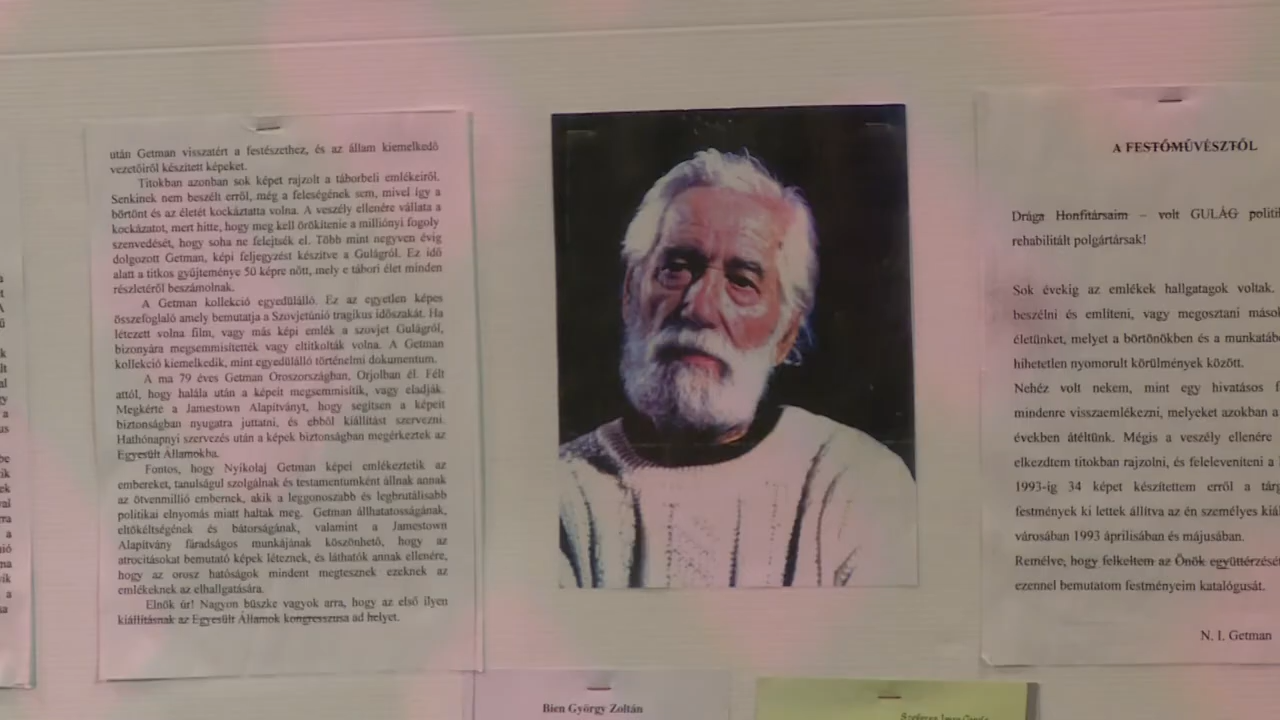 után Getman visszatért a festészethez, és az állam kiemelkedő
vezetőiről készített képeket.
Titokban azonban sok képet rajzolt a táborbeli emlékeiről.
Senkinek nem beszélt erről, még a feleségének sem, mivel így a
börtönt és az életét kockáztatta volna. A veszély ellenére vállata a
kockázatot, mert hitte, hogy meg kell örökítenie a milliónyi fogoly
szenvedését, hogy soha ne felejtsék el. Több mint negyven évig
dolgozott Getman, képi feljegyzést készítve a Gulágról. Ez idő
alatt a titkos gyűjteménye 50 képre nőtt, mely e tábori élet minden
részletéről beszámolnak.
A Getman kollekció egyedülálló. Ez az egyetlen képes
összefoglaló amely bemutatja a Szovjetúnió tragikus időszakát. Ha
létezett volna film, vagy más képi emlék a szovjet Gulágról,
bizonyára megsemmisítették vagy eltitkolták volna. A Getman
kollekció kiemelkedik, mint egyedülálló történelmi dokumentum.
A ma 79 éves Getman Oroszországban, Orjolban él. Félt
attól, hogy halála után a képeit megsemmisítik, vagy eladják.
Megkérte a Jamestown Alapítványt, hogy segítsen a képeit
biztonságban nyugatra juttatni, és ebből kiállítást szervezni.
Hathónapnyi szervezés után a képek biztonságban megérkeztek az
Egyesült Államokba.
Fontos, hogy Nyikolaj Getman képei emlékeztetik az
embereket, tanulságul szolgálnak és testamentumként állnak annak
az ötvenmillió embernek, akik a leggonoszabb és legbrutálisabb
politikai elnyomás miatt haltak meg. Getman állhatatosságának,
eltökéltségének és bátorságának, valamint a Jamestown
Alapítvány fáradságos munkájának köszönhető, hogy az
atrocitásokat bemutató képek léteznek, és láthatók annak ellenére,
hogy az orosz hatóságok mindent megtesznek ezeknek az
emlékeknek az elhallgatására.
Elnök úr! Nagyon büszke vagyok arra, hogy az első ilyen
kiállításnak az Egyesült Államok kongresszusa ad helyet.
A FESTŐMŰVÉSZTŐL
Drága Honfitársaim – volt GULÁG
rehabilitált polgártársak!
Sok évekig az emlékek hallgatagok voltak.
beszélni és említeni, vagy megosztani
életünket, melyet a börtönökben és a
hihetetlen nyomorult körülmények között.
Nehéz volt nekem, mint egy hivatásos
mindenre visszaemlékezni, melyeket azokban a
években átéltünk. Mégis a veszély ellenére
elkezdtem titokban rajzolni, és feleleveníteni a
1993-ig 34 képet készítettem erről a
festmények ki lettek állítva az én személyes
városában 1993 áprilisában és májusában.
Remélve, hogy felkeltem az Önök
ezennel bemutatom festményeim katalógusát.
N. I. Getman
Bien György Zoltán